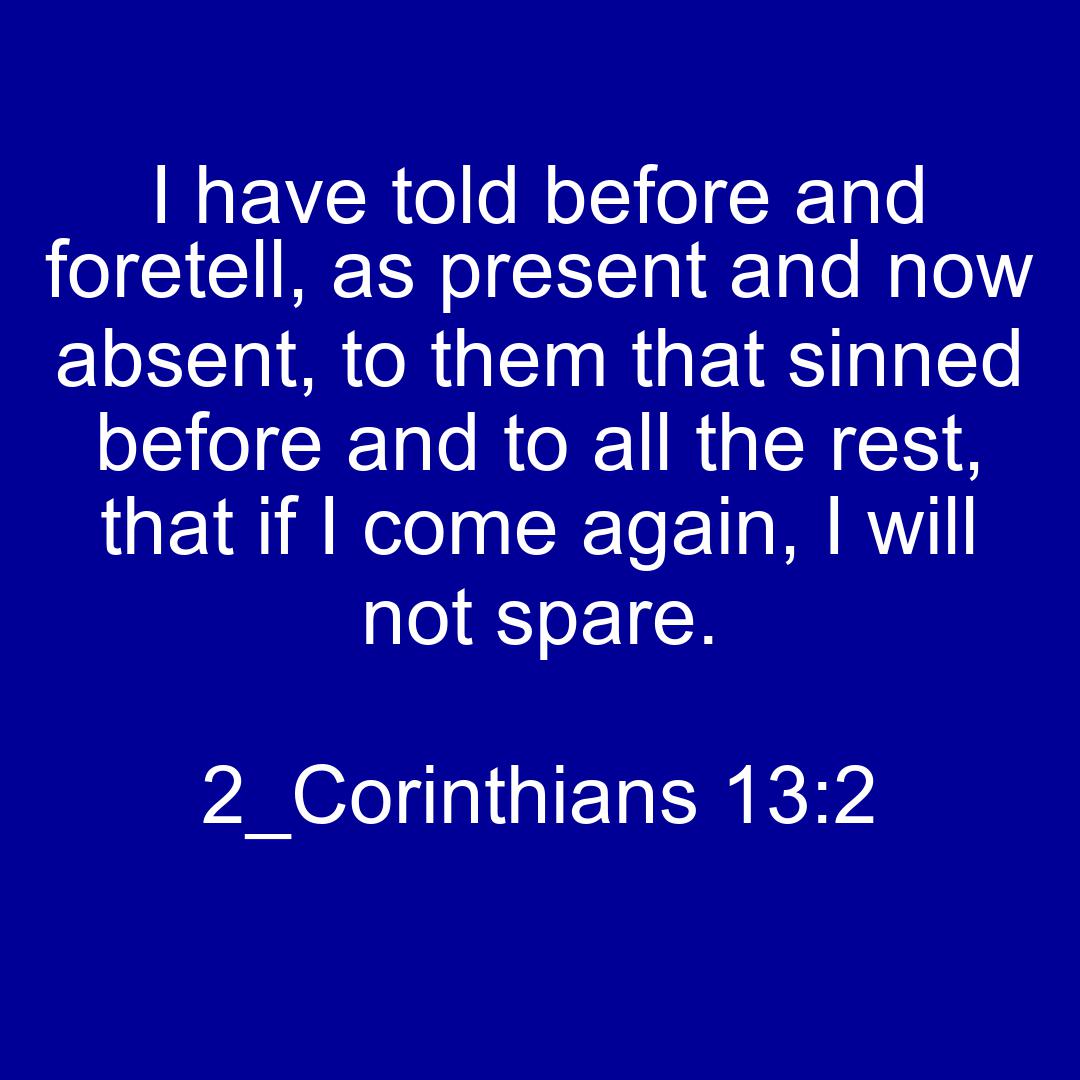 I have told before and
foretell, as present and now
absent, to them that sinned
before and to all the rest,
that if I come again, I will
not spare.
2_Corinthians 13:2